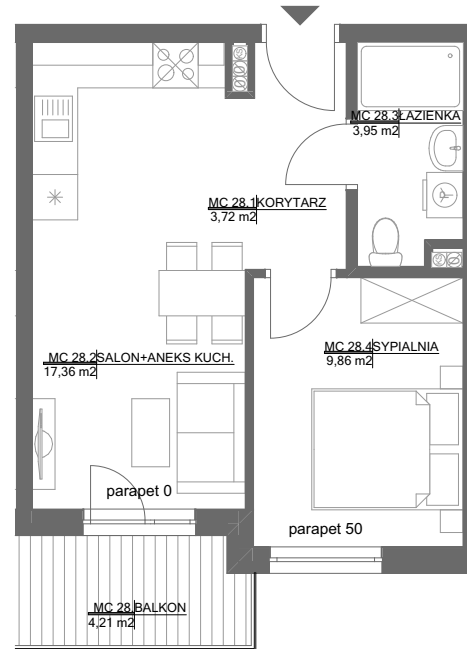 MC 28.3 ŁAZIENKA
3,95 m2
MC 28.1 KORYTARZ
3,72 m2
MC 28.2 SALON+ANEKS KUCH.
17,36 m2
MC 28.4 SYPIALNIA
9,86 m2
parapet 0
parapet 50
MC 28. BALKON
4,21 m2